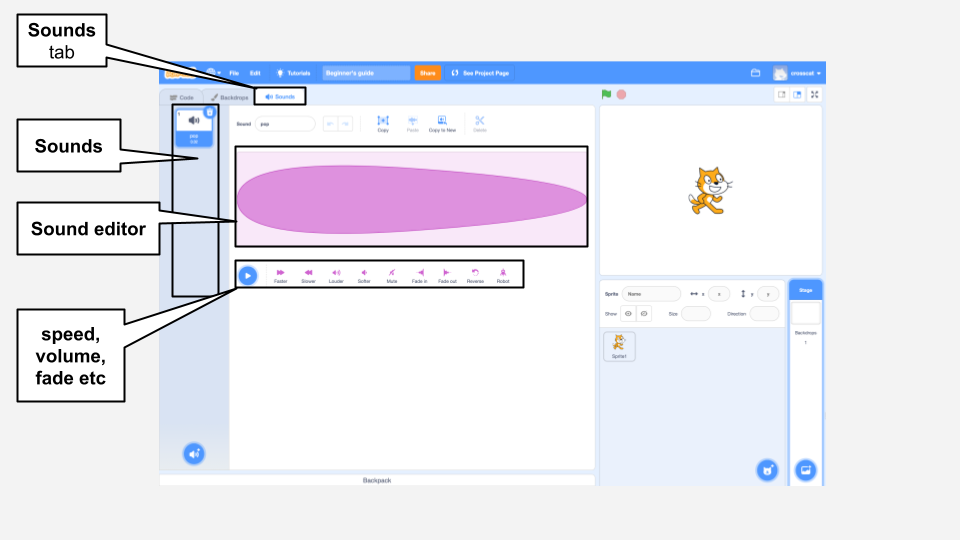 Sounds
tab
File
Edit
Tutorials
Beginner's guide
Share
See Project Page
crosscat
Code
Backdrops
Sounds
1
pop
Sound
pop
Copy
Paste
Copy to New
Delete
Sounds
Sound editor
Faster
Slower
Louder
Softer
Mute
Fade in
Fade out
Reverse
Robot
speed,
volume,
fade etc
Sprite
Name
x
x
y
y
Show
Size
Direction
Stage
Backdrops
1
Sprite1
Backpack